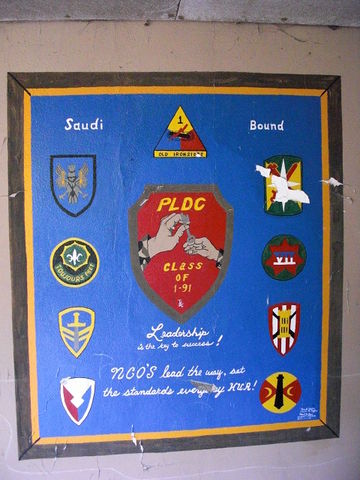 1
OLD IRONSIDES
Saudi
Bound
PLDC
TOUJOURS PRET
VII
CLASS
OF
1-91
Leadership
is the key to success!
NCO'S lead the way, set
the standards every HUR!